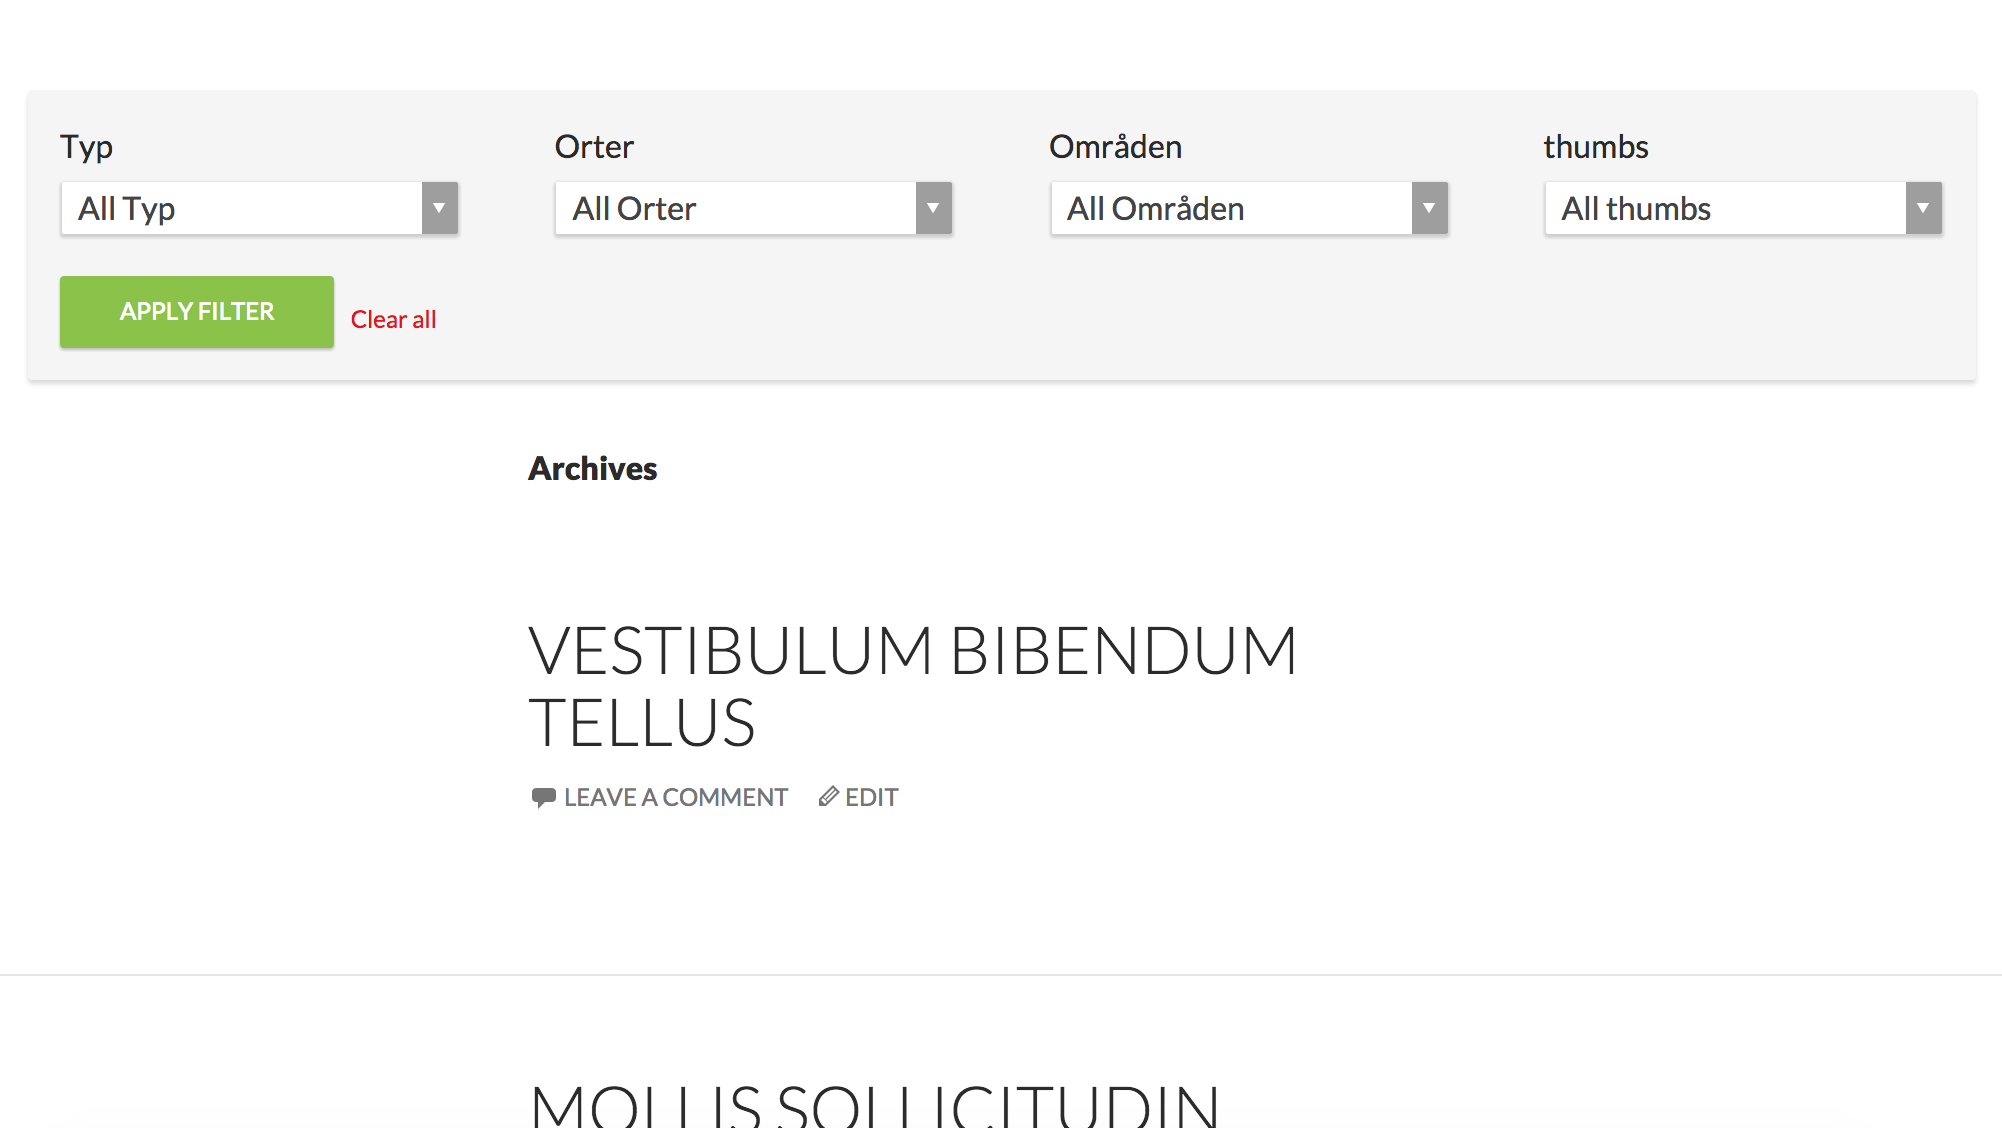 Typ Orter Områden thumbs
All Typ All Orter All Områden All thumbs
APPLY FILTER Clear all
Archives
VESTIBULUM BIBENDUM
TELLUS
LEAVE A COMMENT EDIT
MOLLIS SOLLICITUDIN